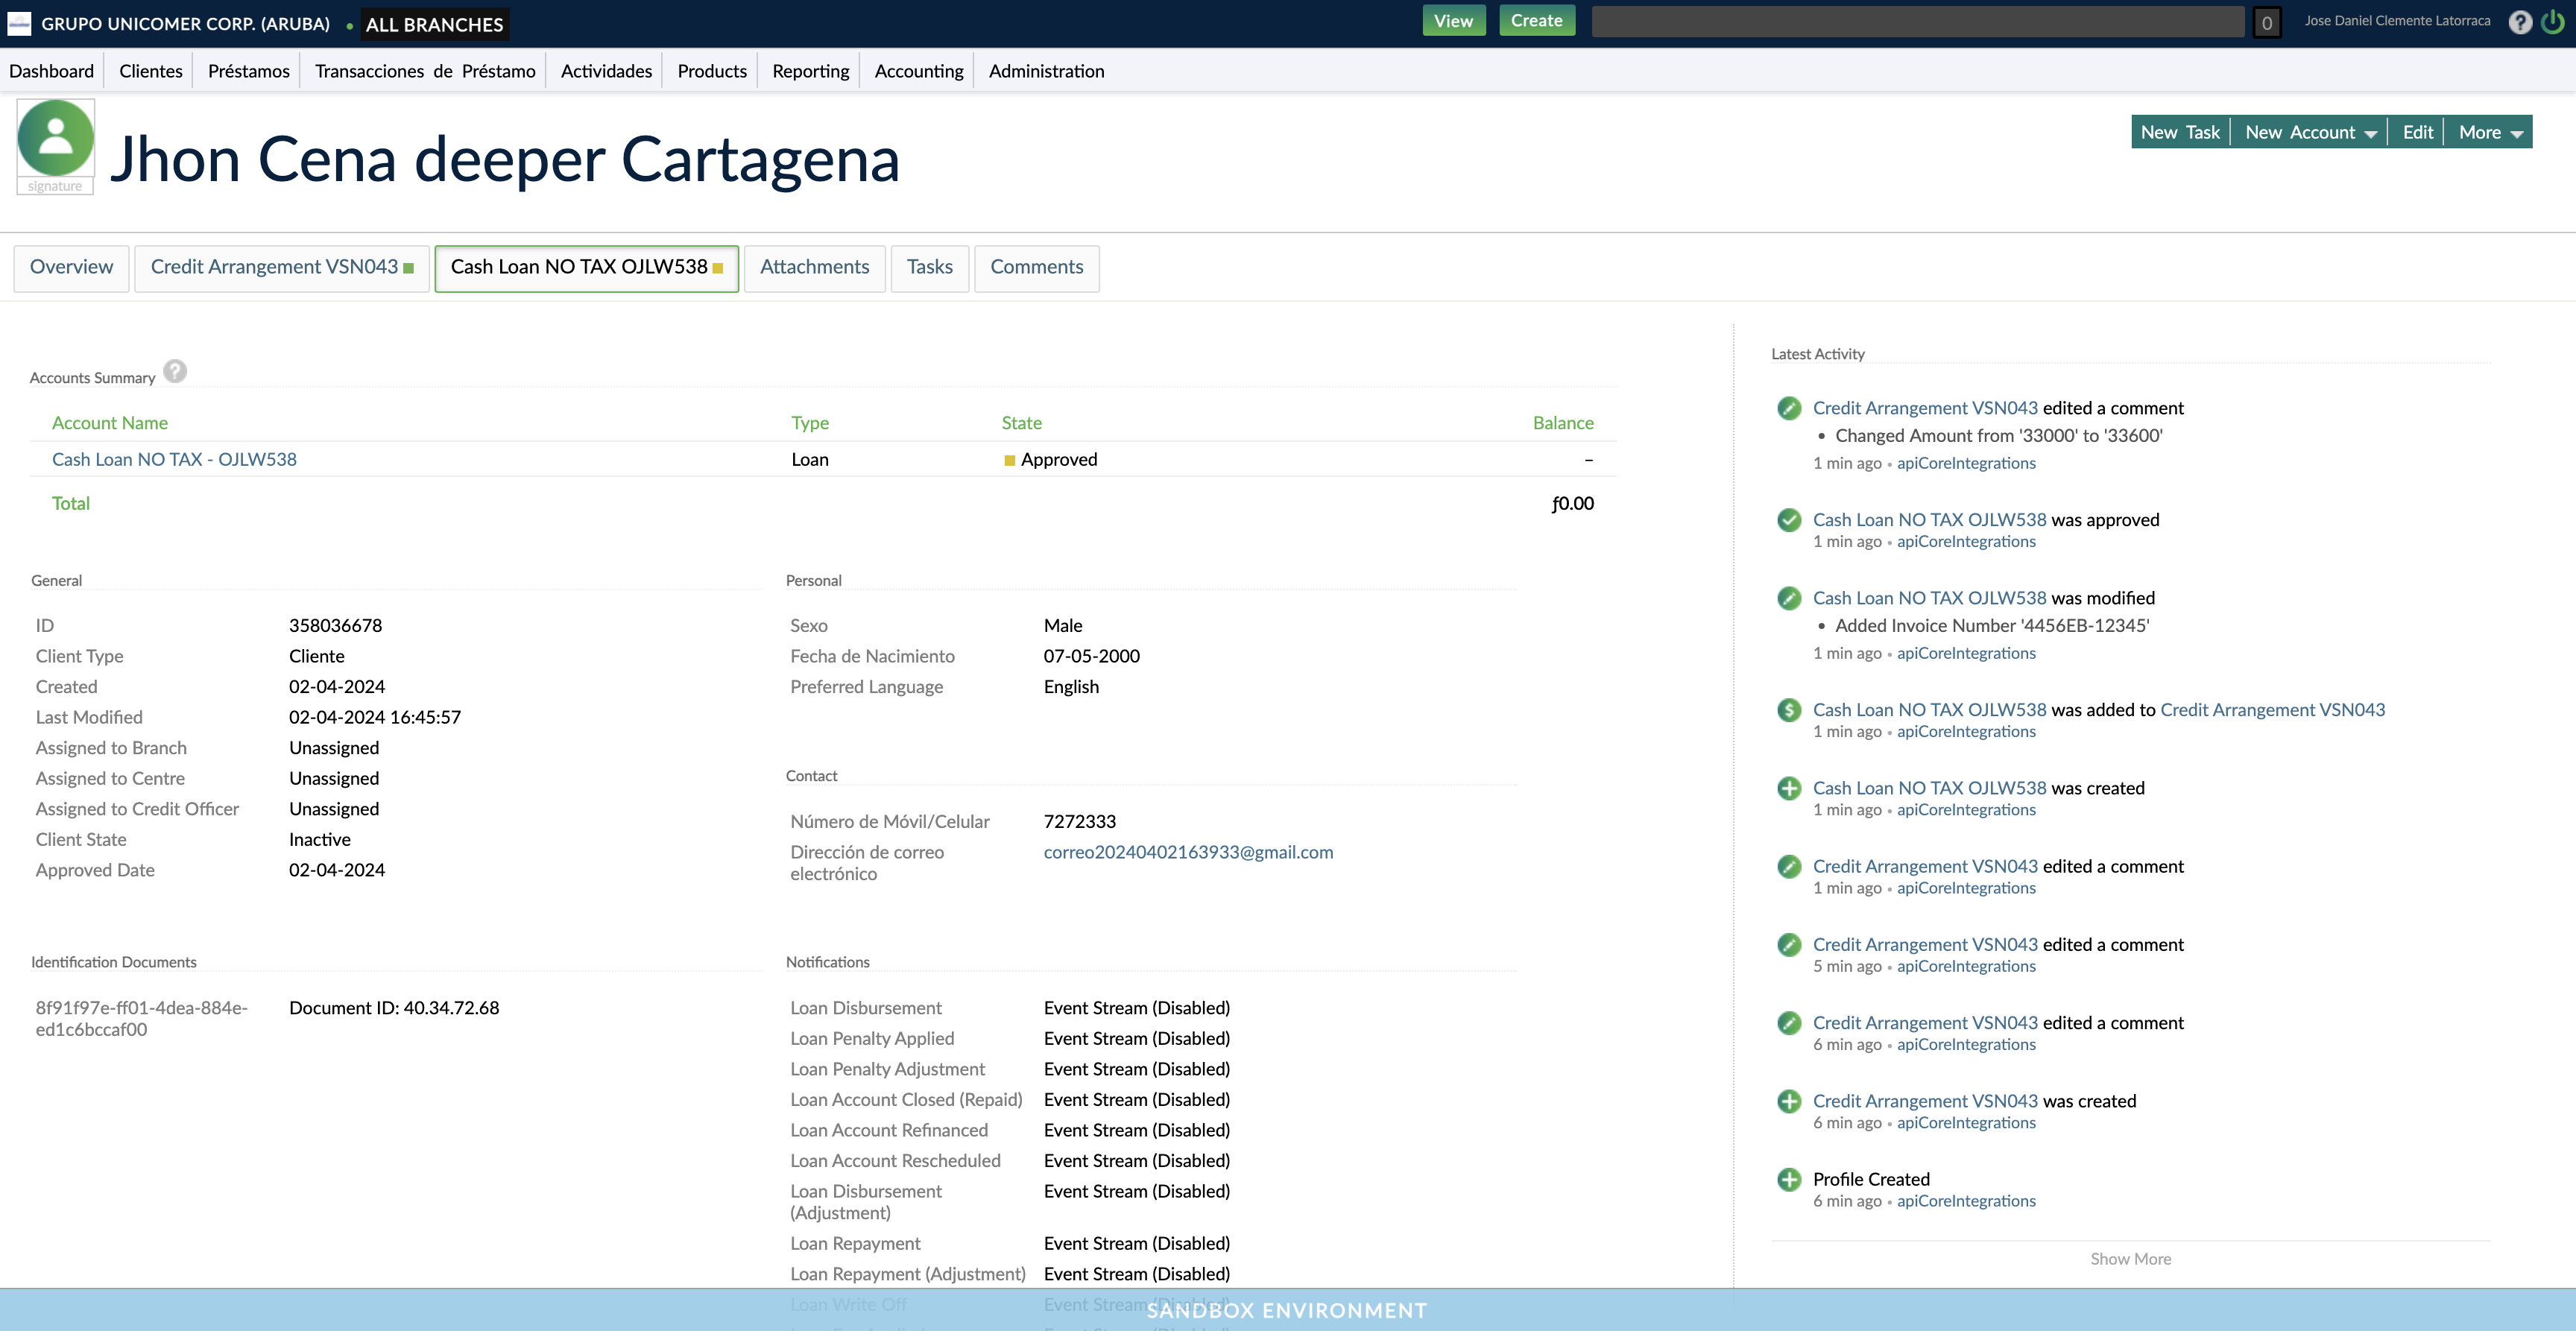 GRUPO UNICOMER CORP. (ARUBA) • ALL BRANCHES
View Create 0 Jose Daniel Clemente Latorraca ?
Dashboard Clientes Préstamos Transacciones de Préstamo Actividades Products Reporting Accounting Administration
signature
Jhon Cena deeper Cartagena
New Task New Account Edit More
Overview Credit Arrangement VSN043 Cash Loan NO TAX OJLW538 Attachments Tasks Comments
Accounts Summary ?
Account Name Type State Balance
Cash Loan NO TAX - OJLW538 Loan Approved –
Total ƒ0.00
General
ID 358036678
Client Type Cliente
Created 02-04-2024
Last Modified 02-04-2024 16:45:57
Assigned to Branch Unassigned
Assigned to Centre Unassigned
Assigned to Credit Officer Unassigned
Client State Inactive
Approved Date 02-04-2024
Identification Documents
8f91f97e-ff01-4dea-884e- Document ID: 40.34.72.68
ed1c6bccaf00
Personal
Sexo Male
Fecha de Nacimiento 07-05-2000
Preferred Language English
Contact
Número de Móvil/Celular 7272333
Dirección de correo correo20240402163933@gmail.com
electrónico
Notifications
Loan Disbursement Event Stream (Disabled)
Loan Penalty Applied Event Stream (Disabled)
Loan Penalty Adjustment Event Stream (Disabled)
Loan Account Closed (Repaid) Event Stream (Disabled)
Loan Account Refinanced Event Stream (Disabled)
Loan Account Rescheduled Event Stream (Disabled)
Loan Disbursement Event Stream (Disabled)
(Adjustment)
Loan Repayment Event Stream (Disabled)
Loan Repayment (Adjustment) Event Stream (Disabled)
Loan Write Off Event Stream (Disabled)
Latest Activity
Credit Arrangement VSN043 edited a comment
• Changed Amount from '33000' to '33600'
1 min ago • apiCoreIntegrations
Cash Loan NO TAX OJLW538 was approved
1 min ago • apiCoreIntegrations
Cash Loan NO TAX OJLW538 was modified
• Added Invoice Number '4456EB-12345'
1 min ago • apiCoreIntegrations
Cash Loan NO TAX OJLW538 was added to Credit Arrangement VSN043
1 min ago • apiCoreIntegrations
Cash Loan NO TAX OJLW538 was created
1 min ago • apiCoreIntegrations
Credit Arrangement VSN043 edited a comment
1 min ago • apiCoreIntegrations
Credit Arrangement VSN043 edited a comment
5 min ago • apiCoreIntegrations
Credit Arrangement VSN043 edited a comment
6 min ago • apiCoreIntegrations
Credit Arrangement VSN043 was created
6 min ago • apiCoreIntegrations
Profile Created
6 min ago • apiCoreIntegrations
Show More
SANDBOX ENVIRONMENT